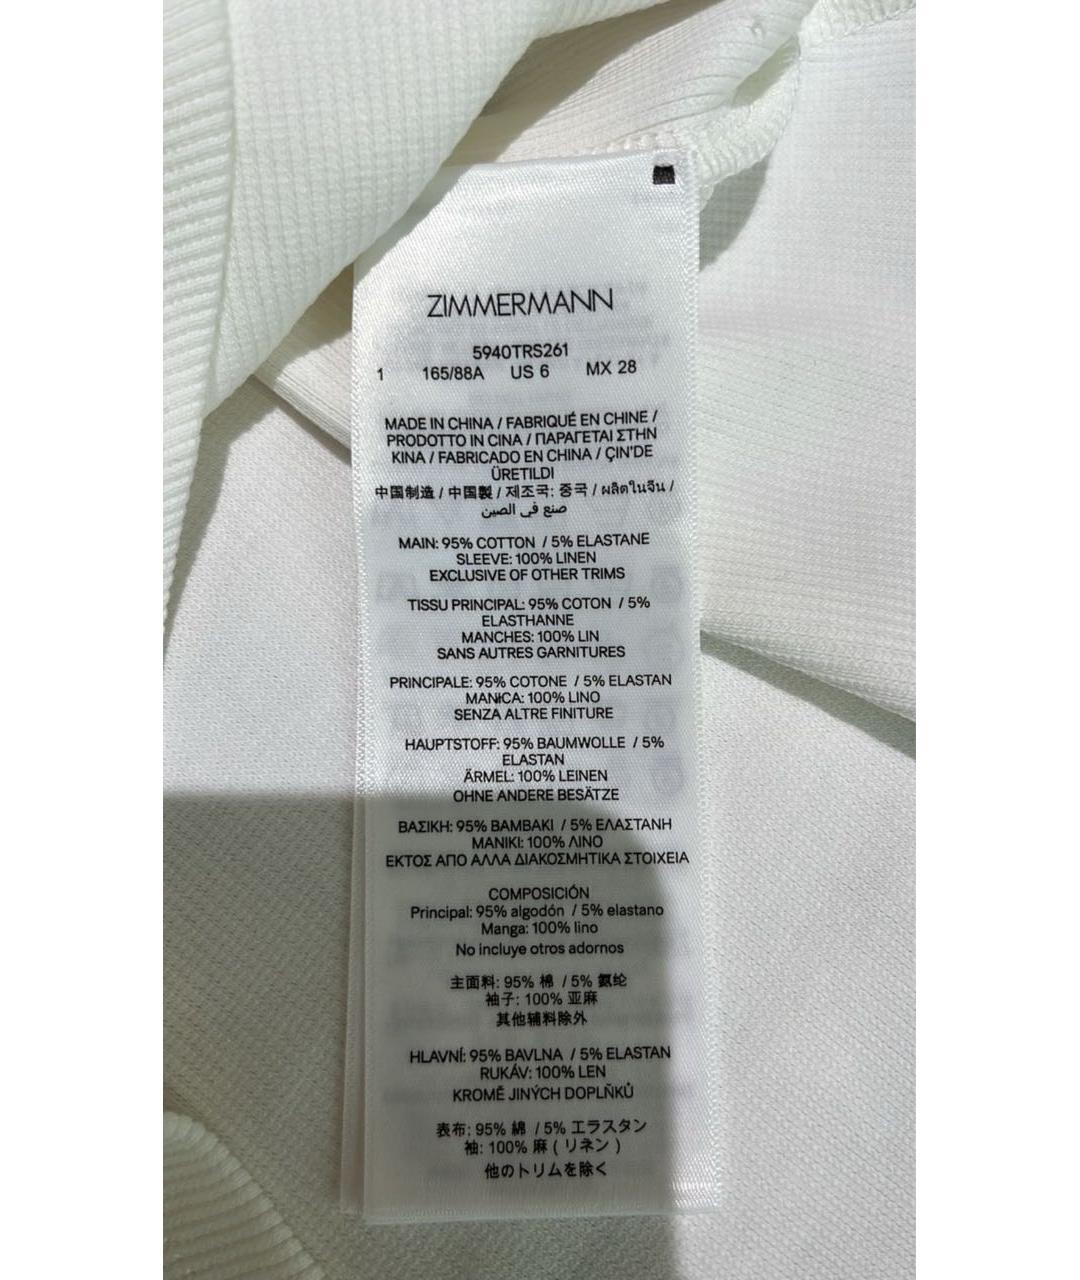 ZIMMERMANN
5940TRS261
1 165/88A US 6 MX 28
MADE IN CHINA / FABRIQUÉ EN CHINE /
PRODOTTO IN CINA / ΠΑΡΑΓΕΤΑΙ ΣΤΗΝ
ΚΙΝΑ / FABRICADO EN CHINA / ÇIN'DE
ÜRETILDI
中国制造 / 中国製 / 제조국: 중국 / ผลิตในจีน /
صنع في الصين
MAIN: 95% COTTON / 5% ELASTANE
SLEEVE: 100% LINEN
EXCLUSIVE OF OTHER TRIMS
TISSU PRINCIPAL: 95% COTON / 5%
ELASTHANNE
MANCHES: 100% LIN
SANS AUTRES GARNITURES
PRINCIPALE: 95% COTONE / 5% ELASTAN
MANICA: 100% LINO
SENZA ALTRE FINITURE
HAUPTSTOFF: 95% BAUMWOLLE / 5%
ELASTAN
ÄRMEL: 100% LEINEN
OHNE ANDERE BESÄTZE
ΒΑΣΙΚΗ: 95% ΒΑΜΒΑΚΙ / 5% ΕΛΑΣΤΑΝΗ
ΜΑΝΙΚΙ: 100% ΛΙΝΟ
ΕΚΤΟΣ ΑΠΟ ΑΛΛΑ ΔΙΑΚΟΣΜΗΤΙΚΑ ΣΤΟΙΧΕΙΑ
COMPOSICIÓN
Principal: 95% algodón / 5% elastano
Manga: 100% lino
No incluye otros adornos
主面料: 95% 棉 / 5% 氨纶
袖子: 100% 亚麻
其他辅料除外
HLAVNÍ: 95% BAVLNA / 5% ELASTAN
RUKÁV: 100% LEN
KROMĚ JINÝCH DOPLŇKŮ
表布: 95% 綿 / 5% エラスタン
袖: 100% 麻 ( リネン )
他のトリムを除く